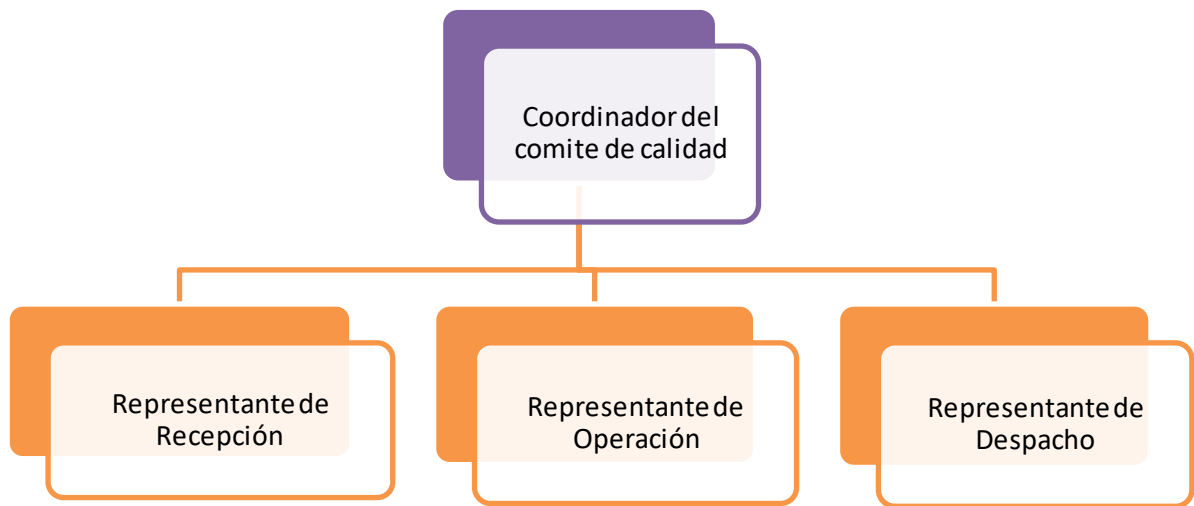 Coordinador del
comite de calidad
Representante de
Recepción
Representante de
Operación
Representante de
Despacho